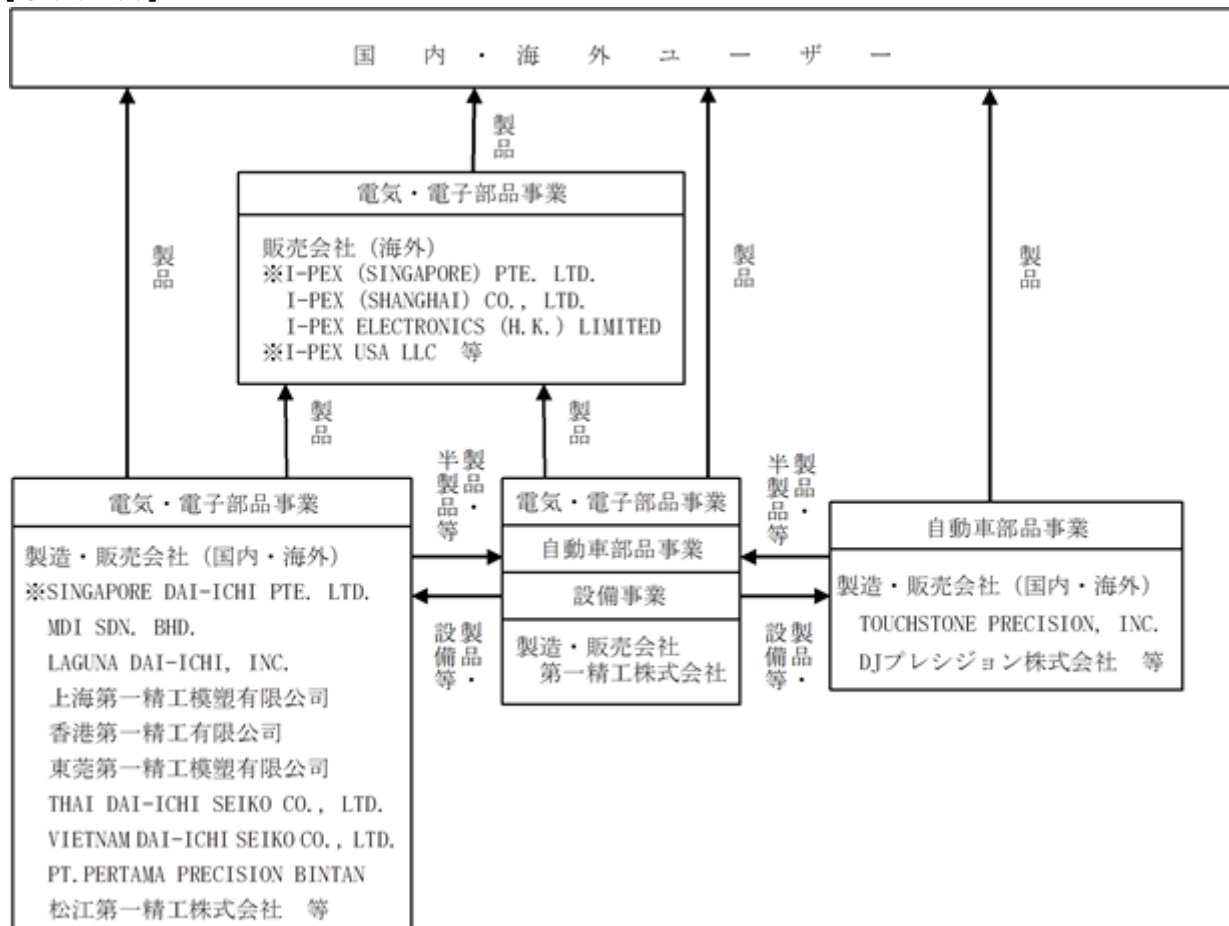 国内・海外ユーザー
製品
電気・電子部品事業
販売会社（海外）
※I-PEX (SINGAPORE) PTE. LTD.
I-PEX (SHANGHAI) CO., LTD.
I-PEX ELECTRONICS (H.K.) LIMITED
※I-PEX USA LLC 等
製品
製品
製品
製品
製品
電気・電子部品事業
製造・販売会社（国内・海外）
※SINGAPORE DAI-ICHI PTE. LTD.
MDI SDN. BHD.
LAGUNA DAI-ICHI, INC.
上海第一精工模塑有限公司
香港第一精工有限公司
東莞第一精工模塑有限公司
THAI DAI-ICHI SEIKO CO., LTD.
VIETNAM DAI-ICHI SEIKO CO., LTD.
PT.PERTAMA PRECISION BINTAN
松江第一精工株式会社 等
製品・
半製品等
製品・
設備等
電気・電子部品事業
自動車部品事業
設備事業
製造・販売会社
第一精工株式会社
製品・
半製品等
製品・
設備等
自動車部品事業
製造・販売会社（国内・海外）
TOUCHSTONE PRECISION, INC.
DJプレシジョン株式会社 等